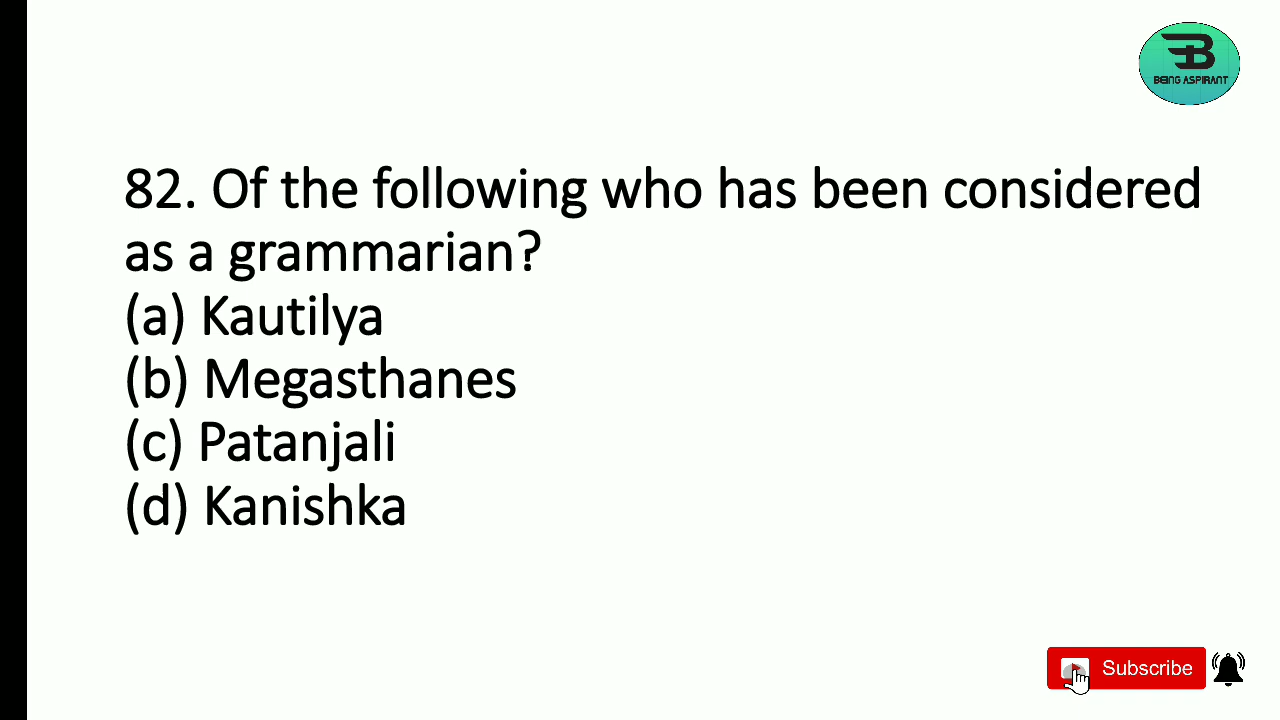 BEING ASPIRANT
82. Of the following who has been considered
as a grammarian?
(a) Kautilya
(b) Megasthanes
(c) Patanjali
(d) Kanishka
Subscribe